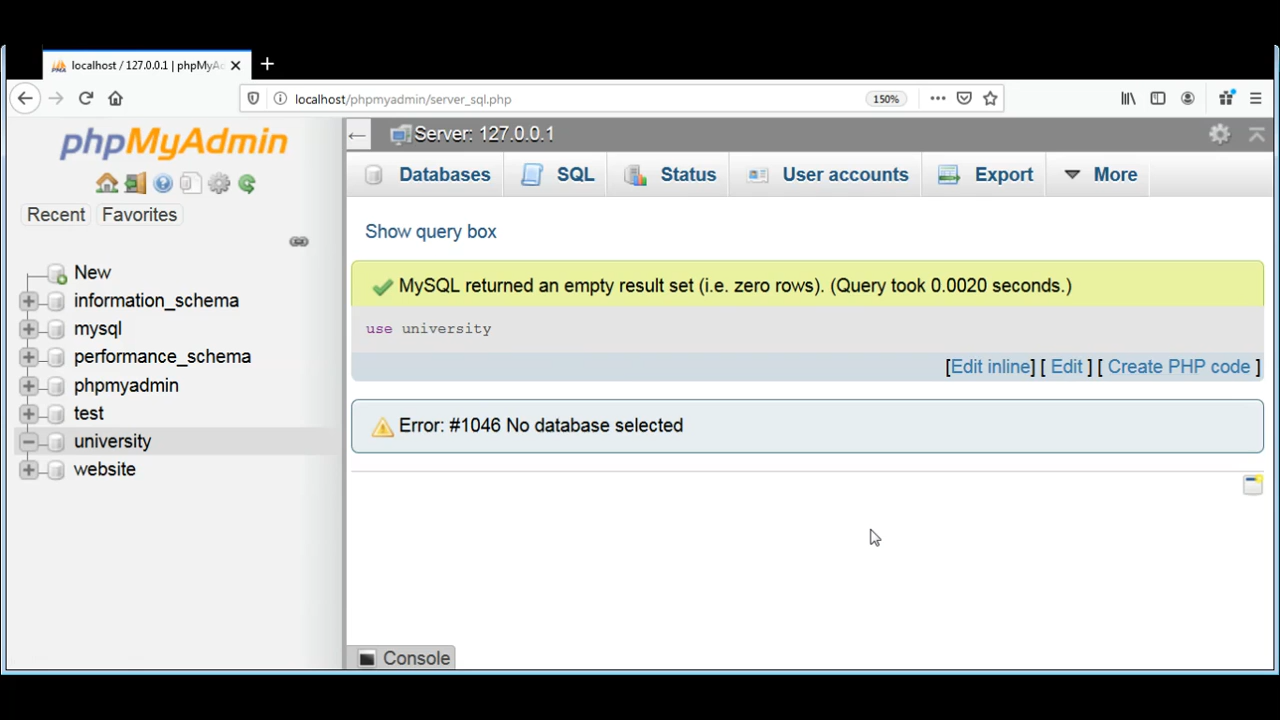 localhost / 127.0.0.1 | phpMyAc
localhost/phpmyadmin/server_sql.php
150%
phpMyAdmin
Recent
Favorites
New
information_schema
mysql
performance_schema
phpmyadmin
test
university
website
Server: 127.0.0.1
Databases
SQL
Status
User accounts
Export
More
Show query box
MySQL returned an empty result set (i.e. zero rows). (Query took 0.0020 seconds.)
use university
[Edit inline] [ Edit ] [ Create PHP code ]
Error: #1046 No database selected
Console